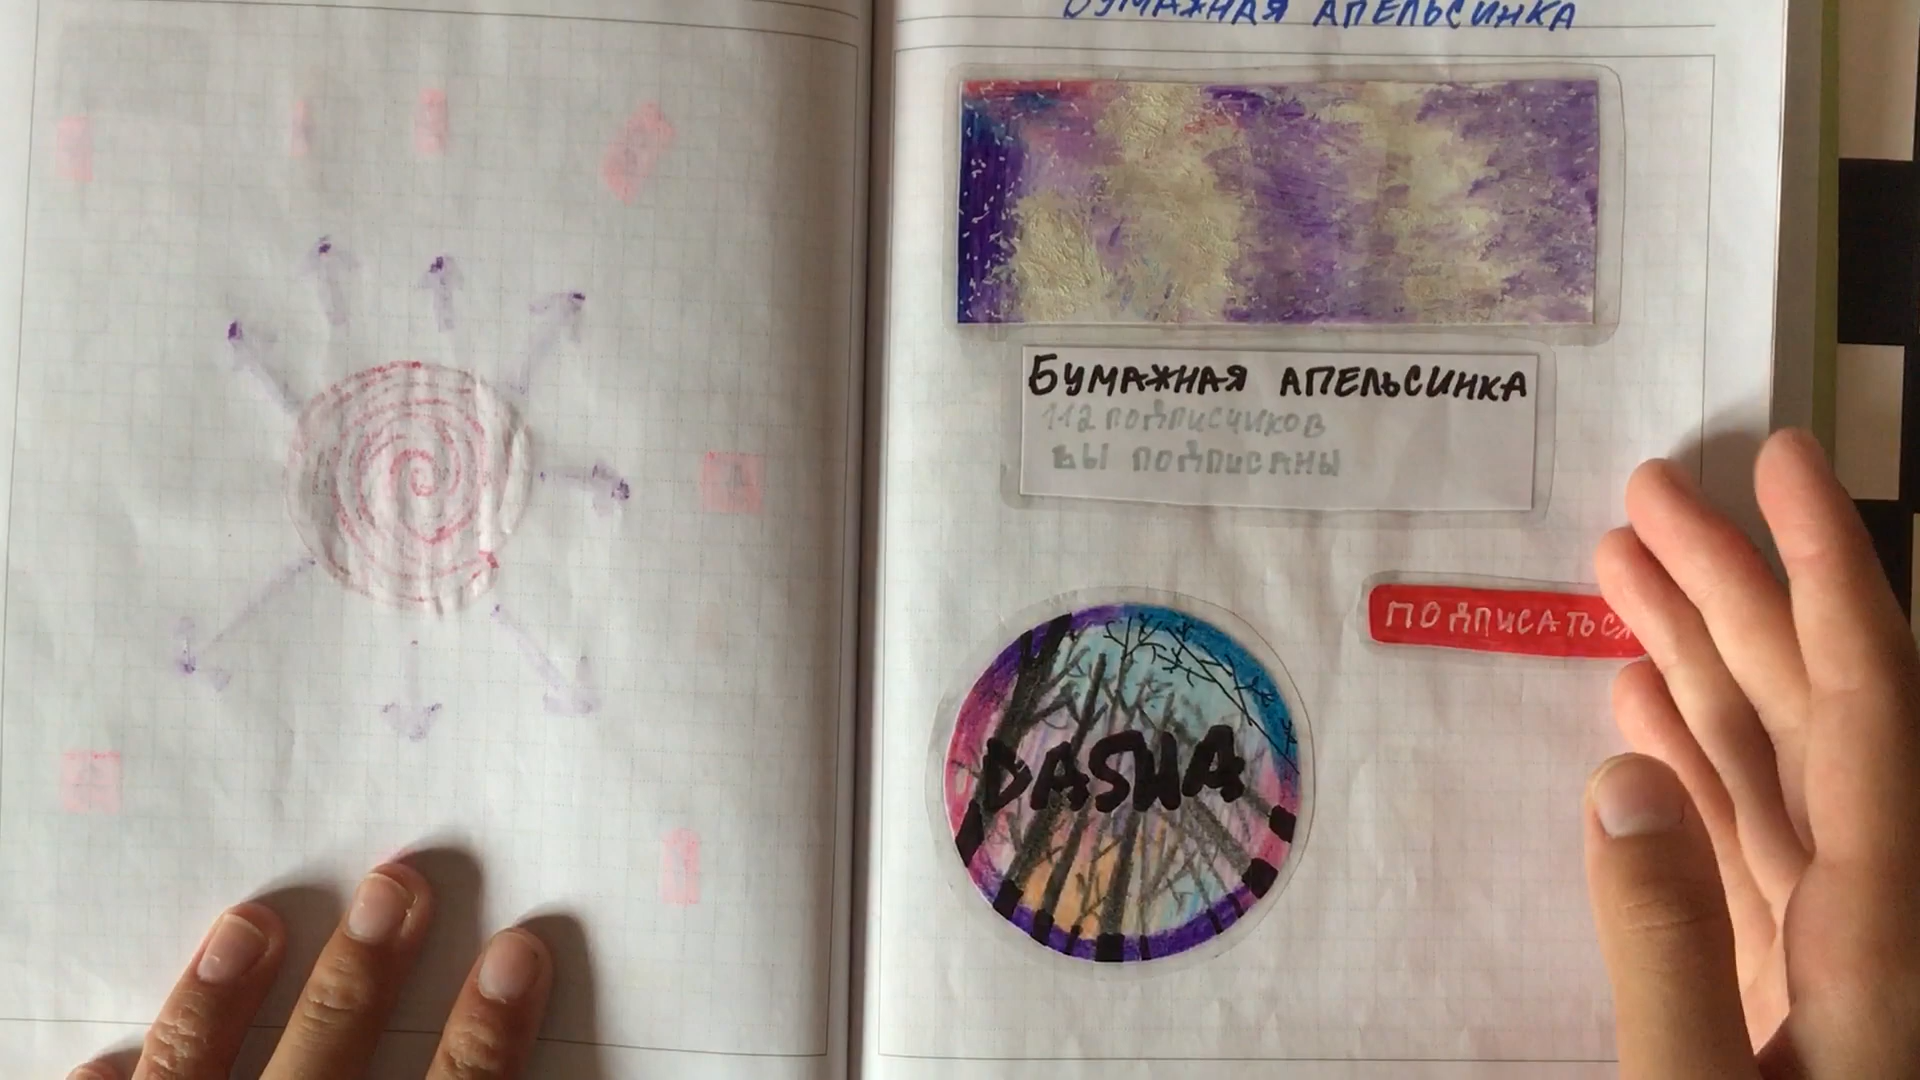 БУМАЖНАЯ АПЕЛЬСИНКА
БУМАЖНАЯ АПЕЛЬСИНКА
112 ПОДПИСЧИКОВ
ВЫ ПОДПИСАНЫ
ПОДПИСАТЬСЯ
DASHA